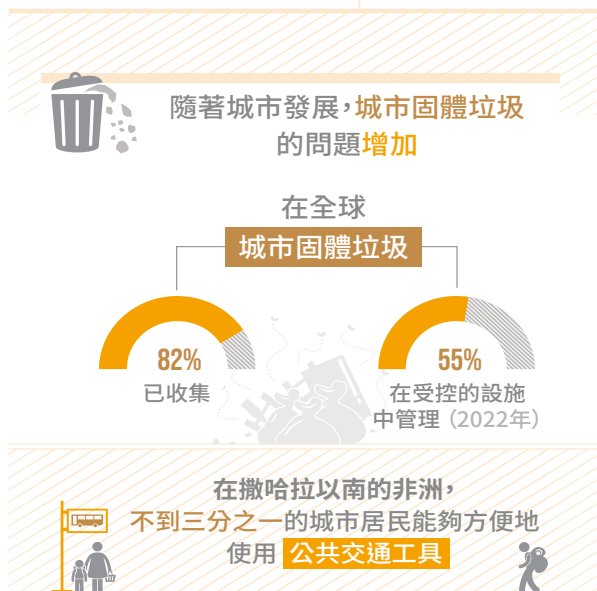 隨著城市發展,城市固體垃圾
的問題增加
在全球
城市固體垃圾
82%
已收集
55%
在受控的設施
中管理（2022年）
在撒哈拉以南的非洲,
不到三分之一的城市居民能夠方便地
使用 公共交通工具